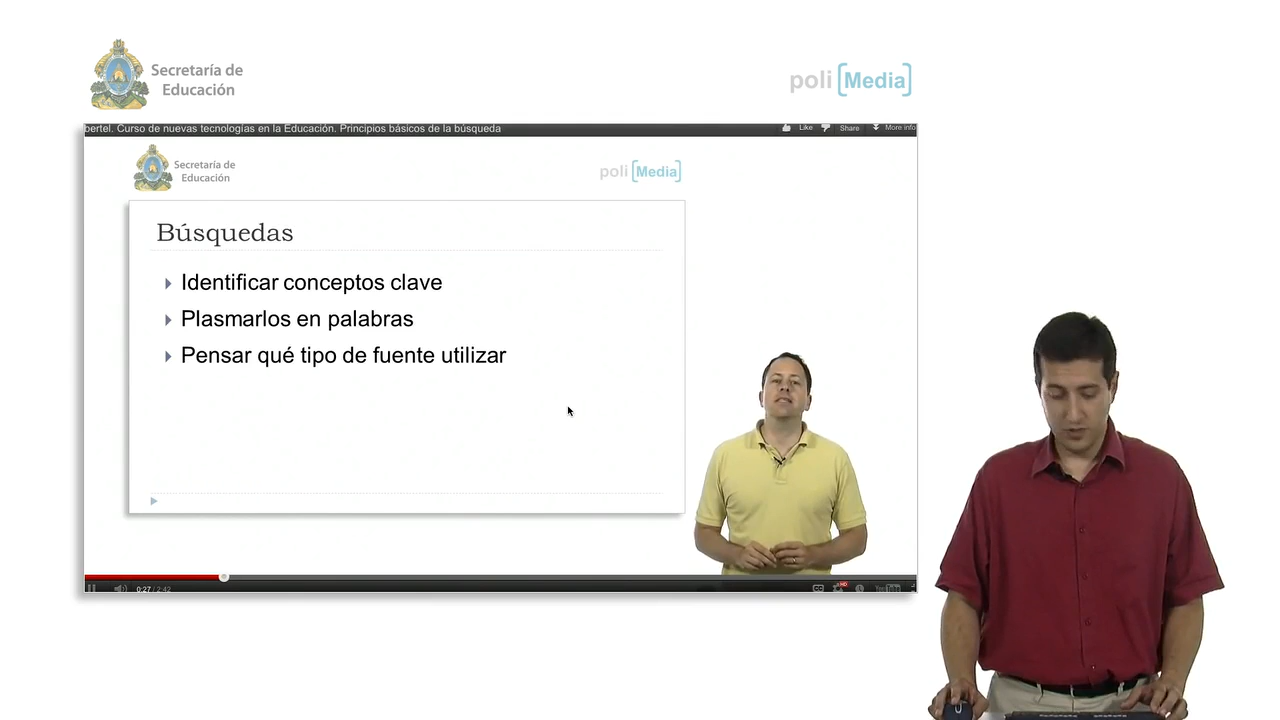 Secretaría de
Educación
poli [Media]
bertel. Curso de nuevas tecnologías en la Educación. Principios básicos de la búsqueda
Like
Share
More info
Secretaría de
Educación
poli [Media]
Búsquedas
Identificar conceptos clave
Plasmarlos en palabras
Pensar qué tipo de fuente utilizar
0:27 / 2:42
HD
YouTube